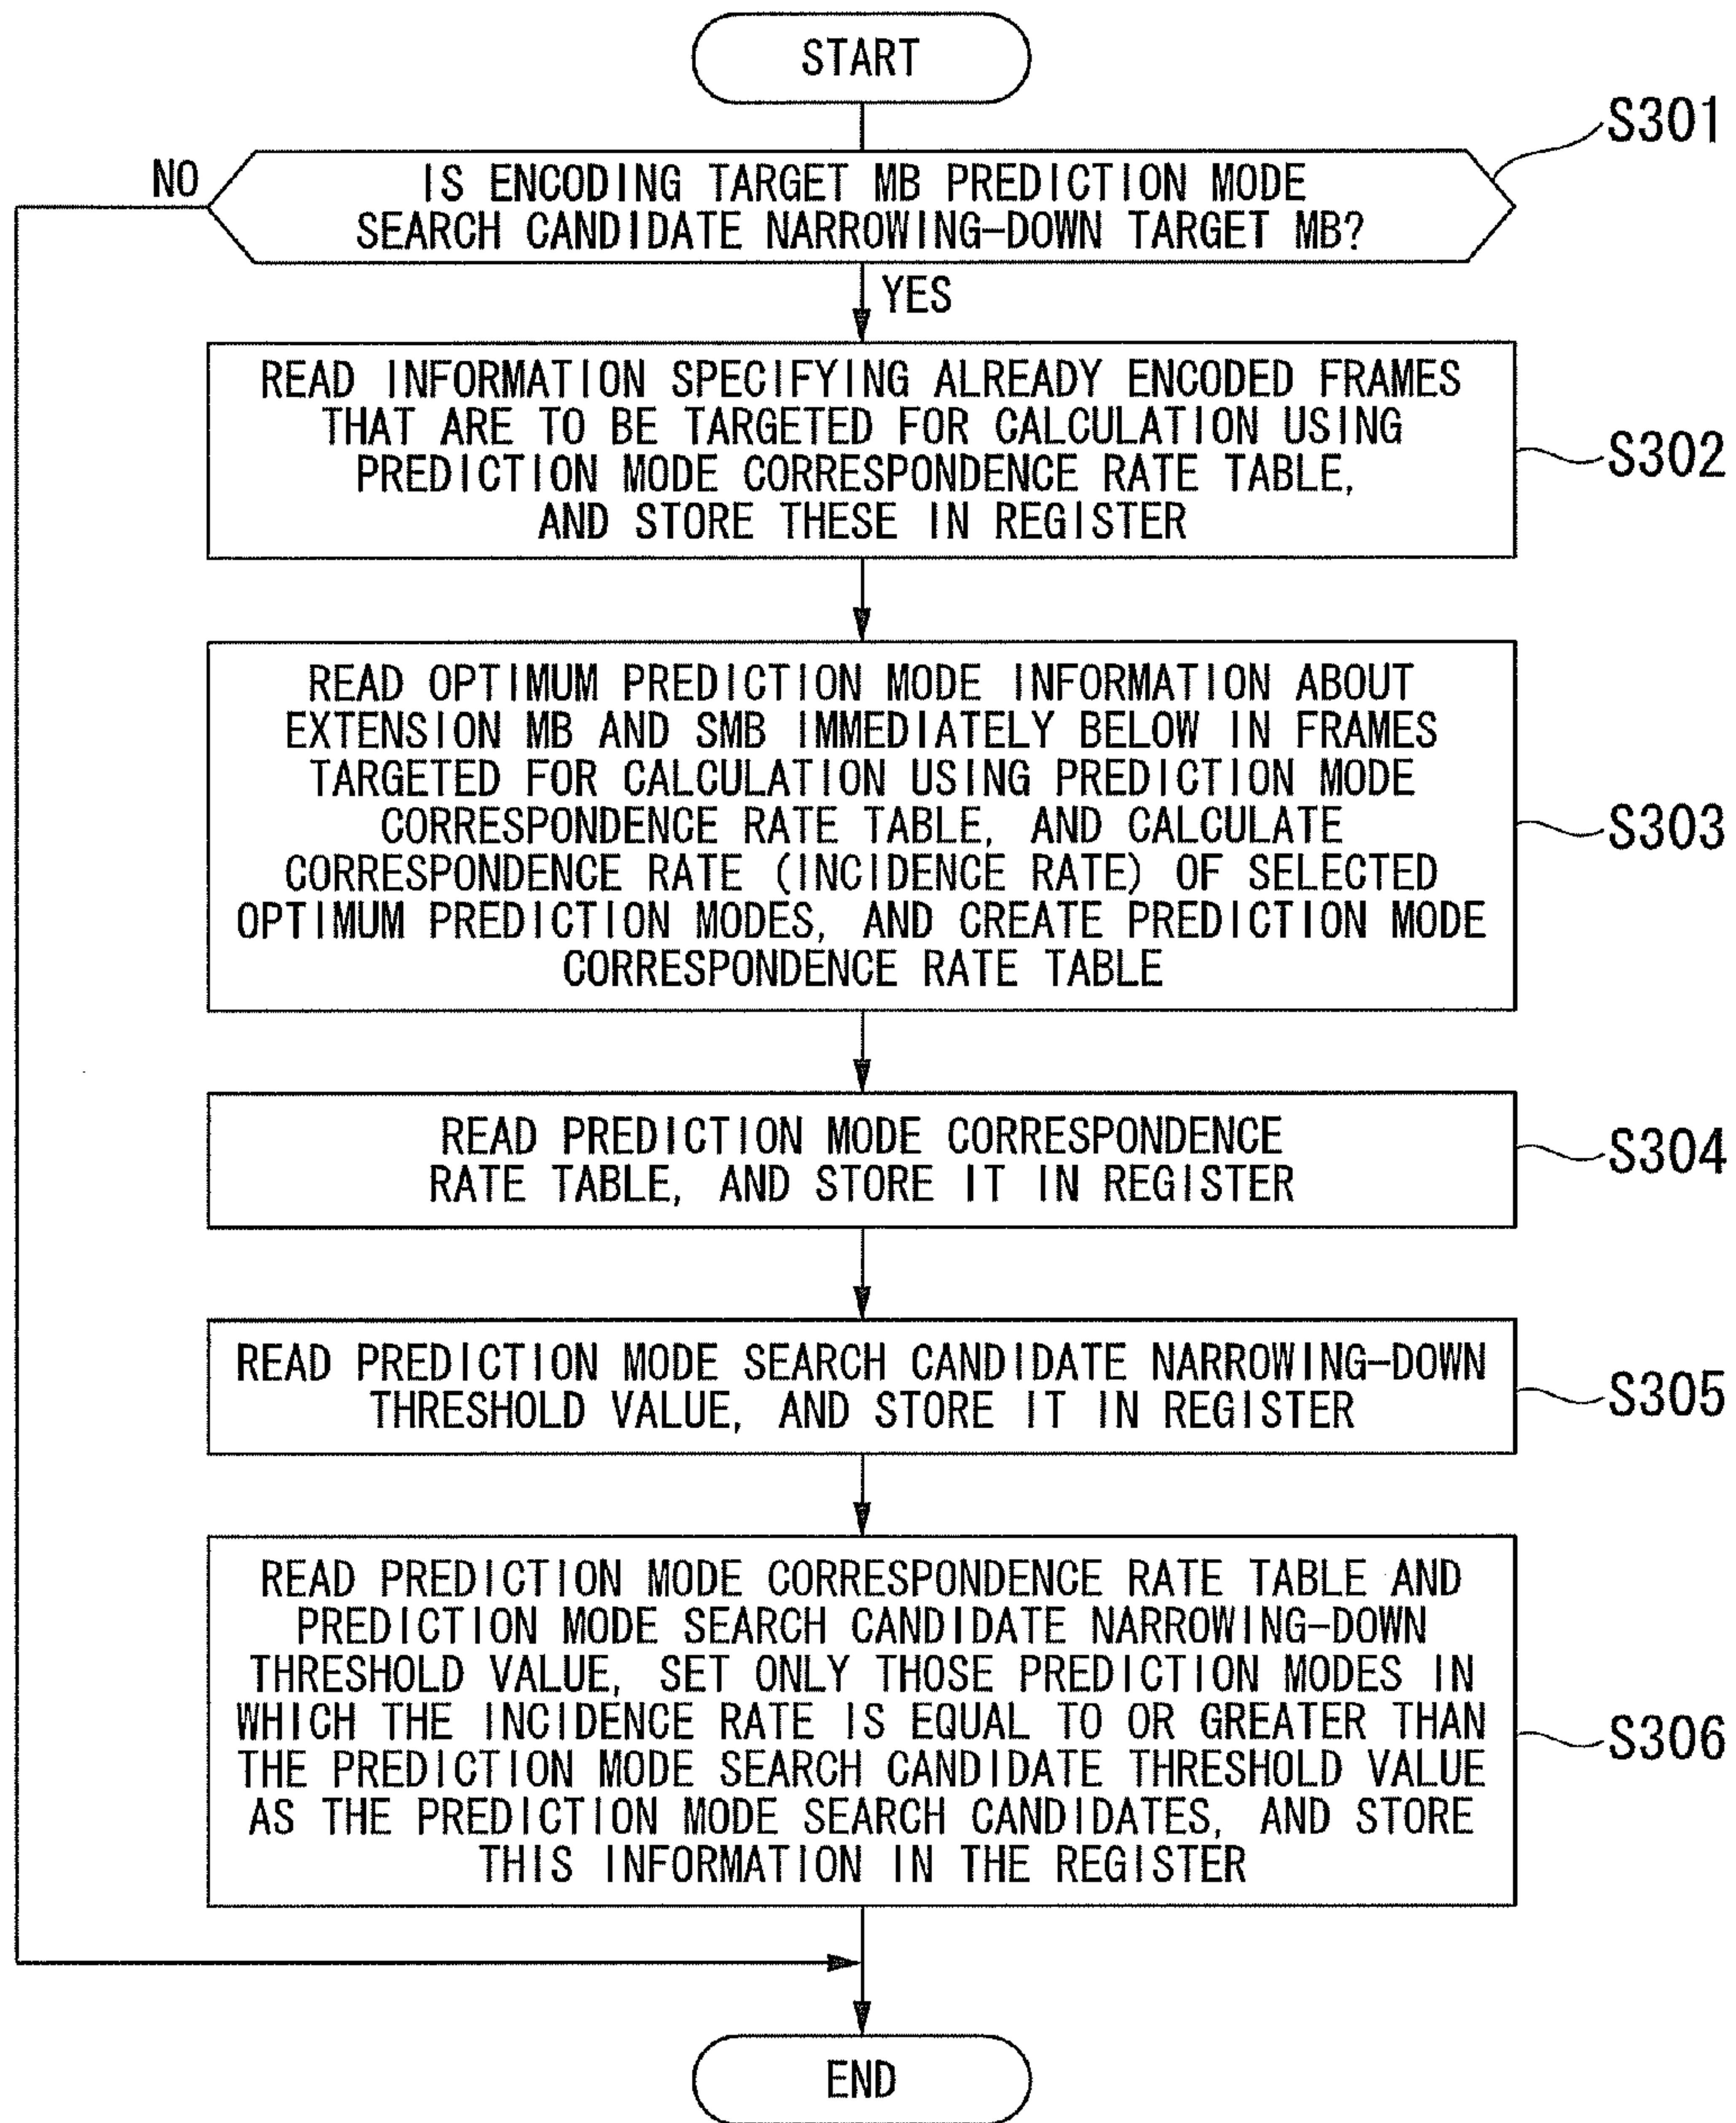 START
S301
NO
IS ENCODING TARGET MB PREDICTION MODE
SEARCH CANDIDATE NARROWING-DOWN TARGET MB?
YES
READ INFORMATION SPECIFYING ALREADY ENCODED FRAMES
THAT ARE TO BE TARGETED FOR CALCULATION USING
PREDICTION MODE CORRESPONDENCE RATE TABLE,
AND STORE THESE IN REGISTER
S302
READ OPTIMUM PREDICTION MODE INFORMATION ABOUT
EXTENSION MB AND SMB IMMEDIATELY BELOW IN FRAMES
TARGETED FOR CALCULATION USING PREDICTION MODE
CORRESPONDENCE RATE TABLE, AND CALCULATE
CORRESPONDENCE RATE (INCIDENCE RATE) OF SELECTED
OPTIMUM PREDICTION MODES, AND CREATE PREDICTION MODE
CORRESPONDENCE RATE TABLE
S303
READ PREDICTION MODE CORRESPONDENCE
RATE TABLE, AND STORE IT IN REGISTER
S304
READ PREDICTION MODE SEARCH CANDIDATE NARROWING-DOWN
THRESHOLD VALUE, AND STORE IT IN REGISTER
S305
READ PREDICTION MODE CORRESPONDENCE RATE TABLE AND
PREDICTION MODE SEARCH CANDIDATE NARROWING-DOWN
THRESHOLD VALUE, SET ONLY THOSE PREDICTION MODES IN
WHICH THE INCIDENCE RATE IS EQUAL TO OR GREATER THAN
THE PREDICTION MODE SEARCH CANDIDATE THRESHOLD VALUE
AS THE PREDICTION MODE SEARCH CANDIDATES, AND STORE
THIS INFORMATION IN THE REGISTER
S306
END